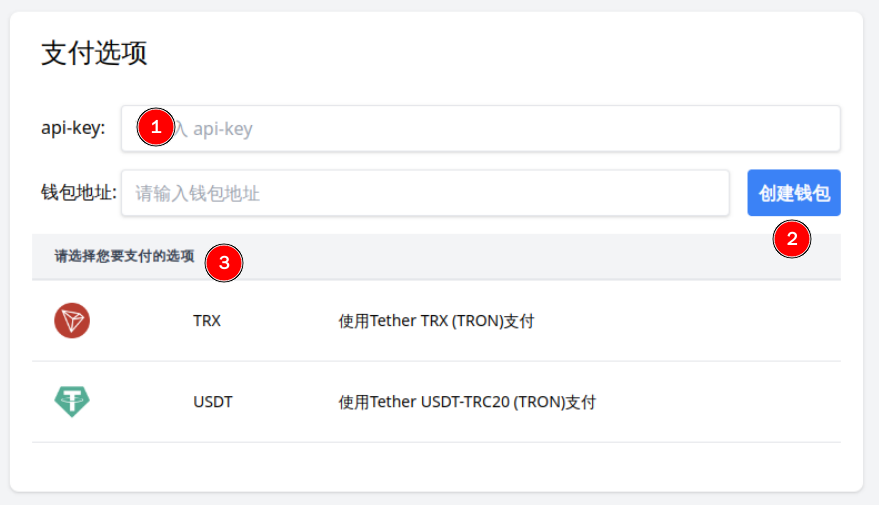 支付选项
api-key:
1
入 api-key
钱包地址:
请输入钱包地址
创建钱包
2
请选择您要支付的选项
3
TRX
使用Tether TRX (TRON)支付
USDT
使用Tether USDT-TRC20 (TRON)支付